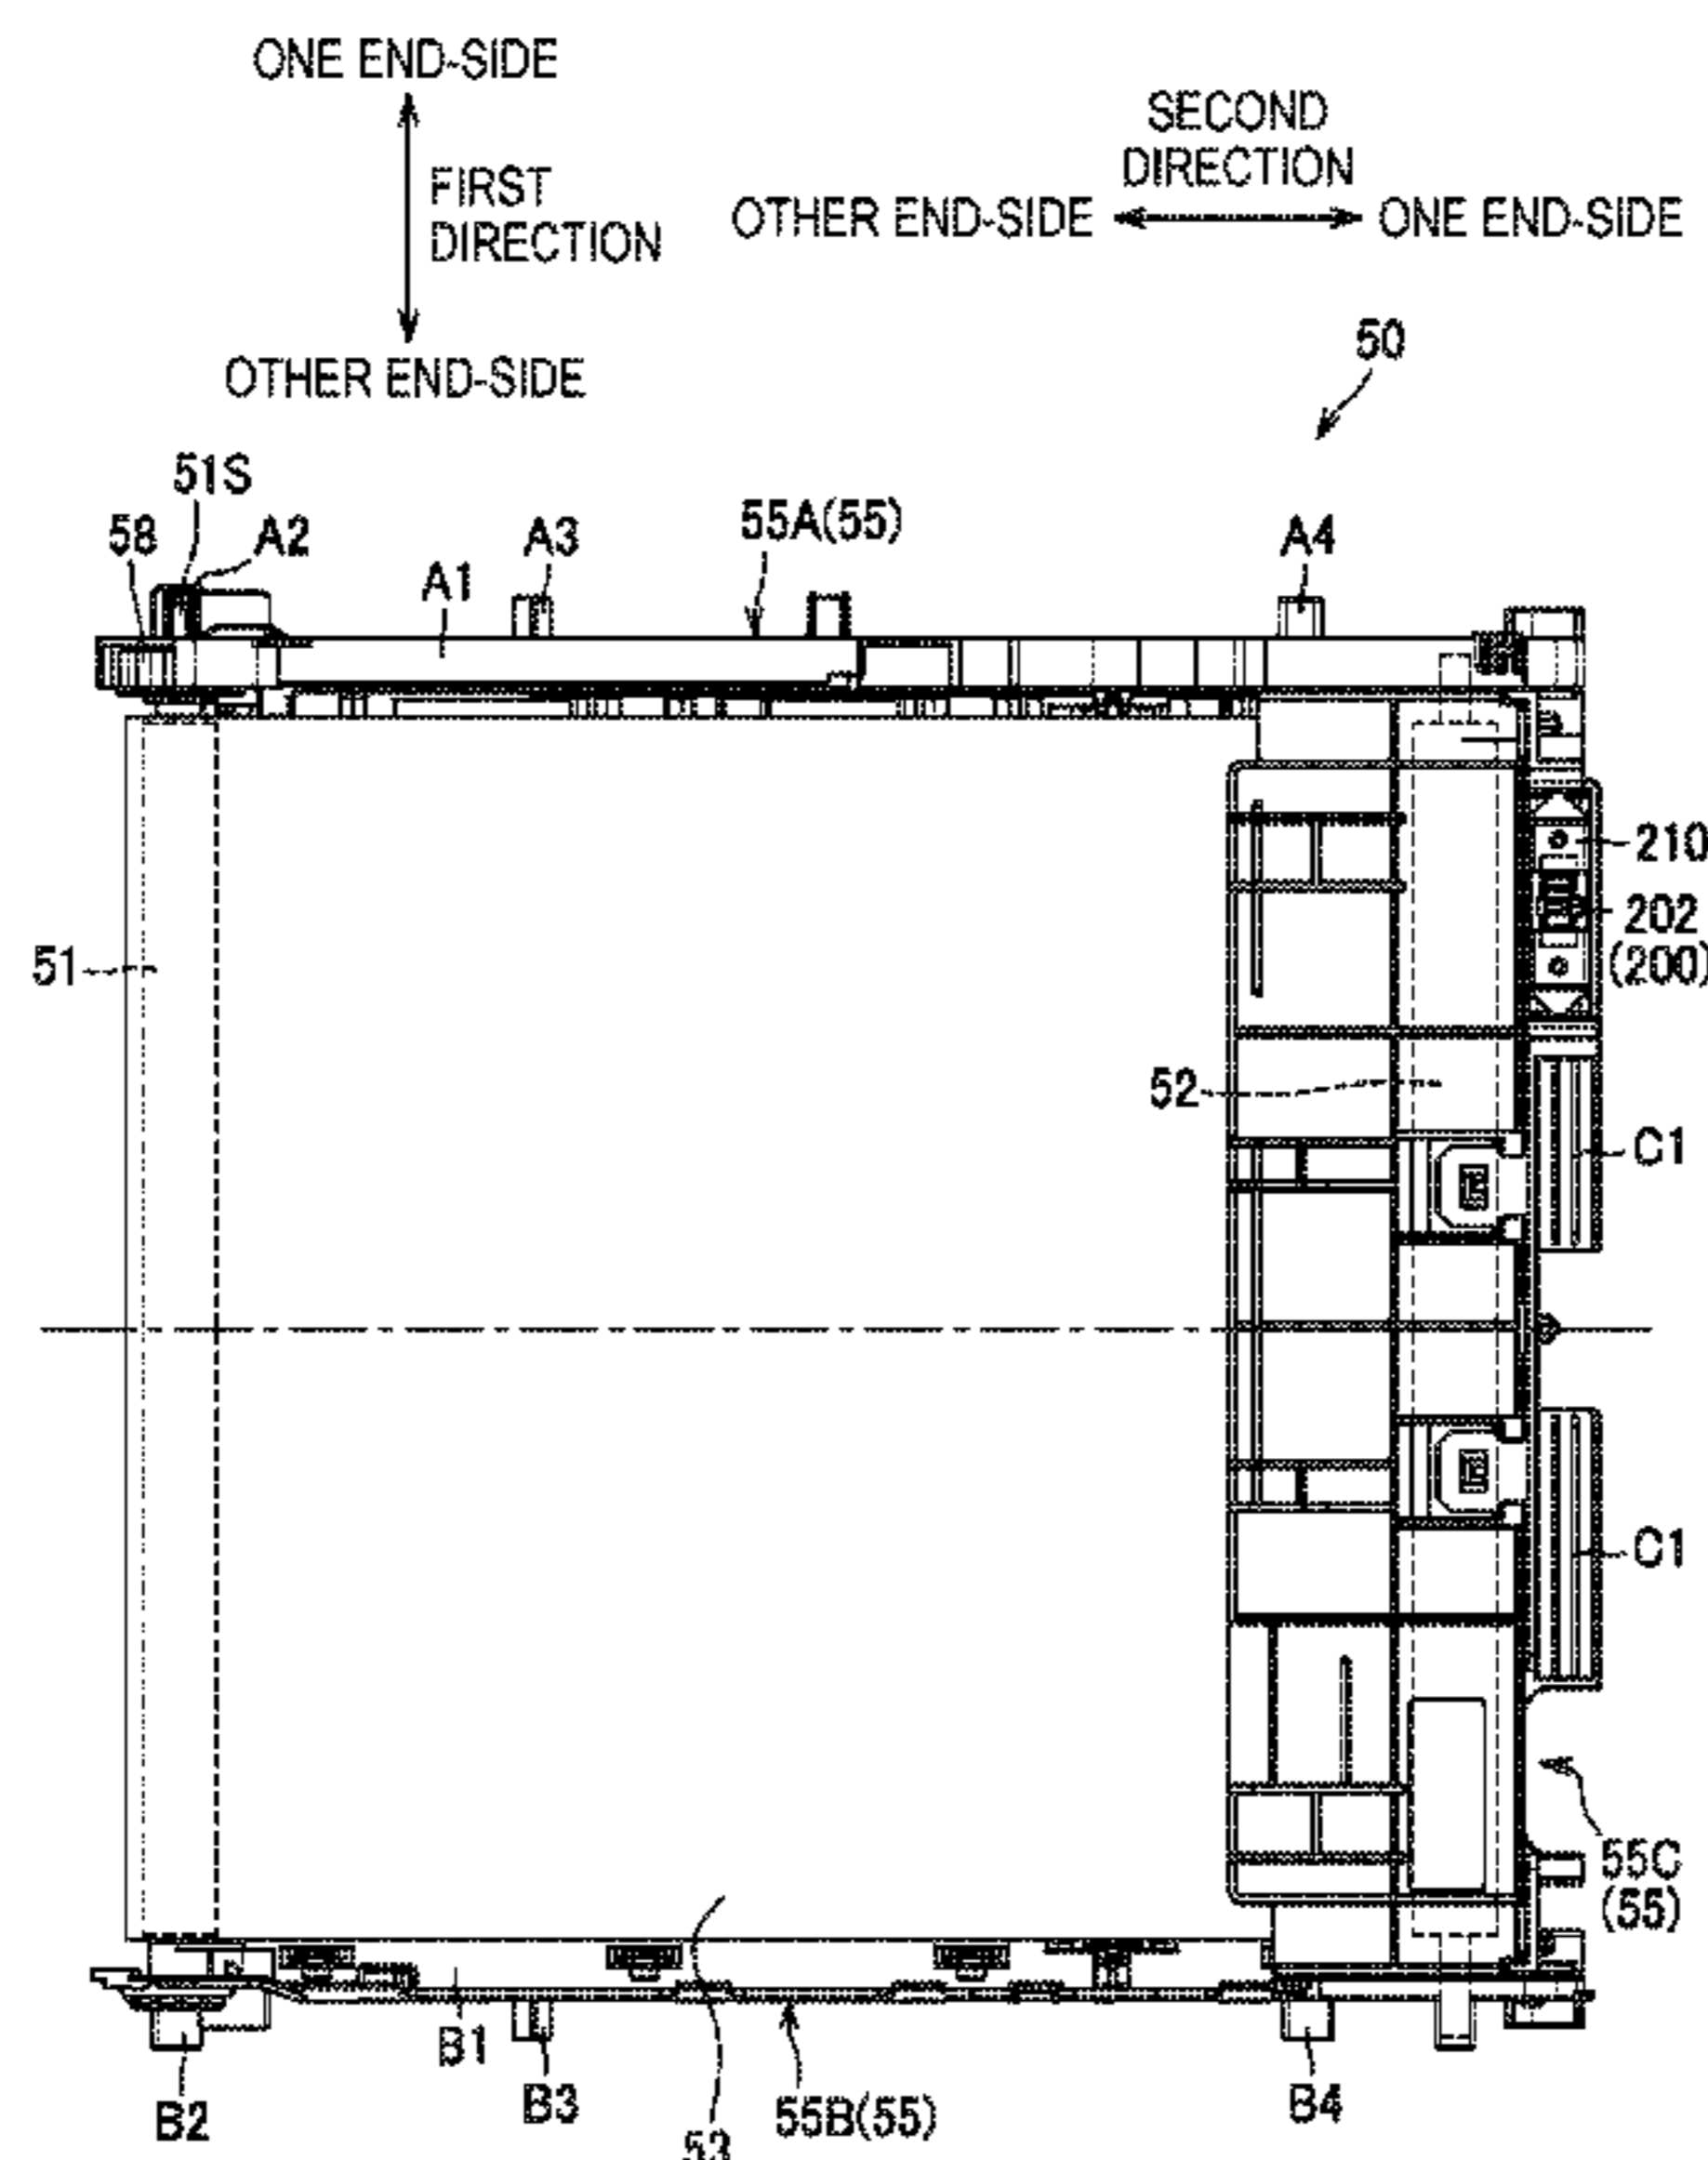 ONE END-SIDE
FIRST
DIRECTION
OTHER END-SIDE
SECOND
DIRECTION
OTHER END-SIDE
ONE END-SIDE
50
51S
58
A2
A1
A3
55A(55)
A4
210
202
(200)
51
52
C1
C1
55C
(55)
B1
B2
B3
53
55B(55)
B4